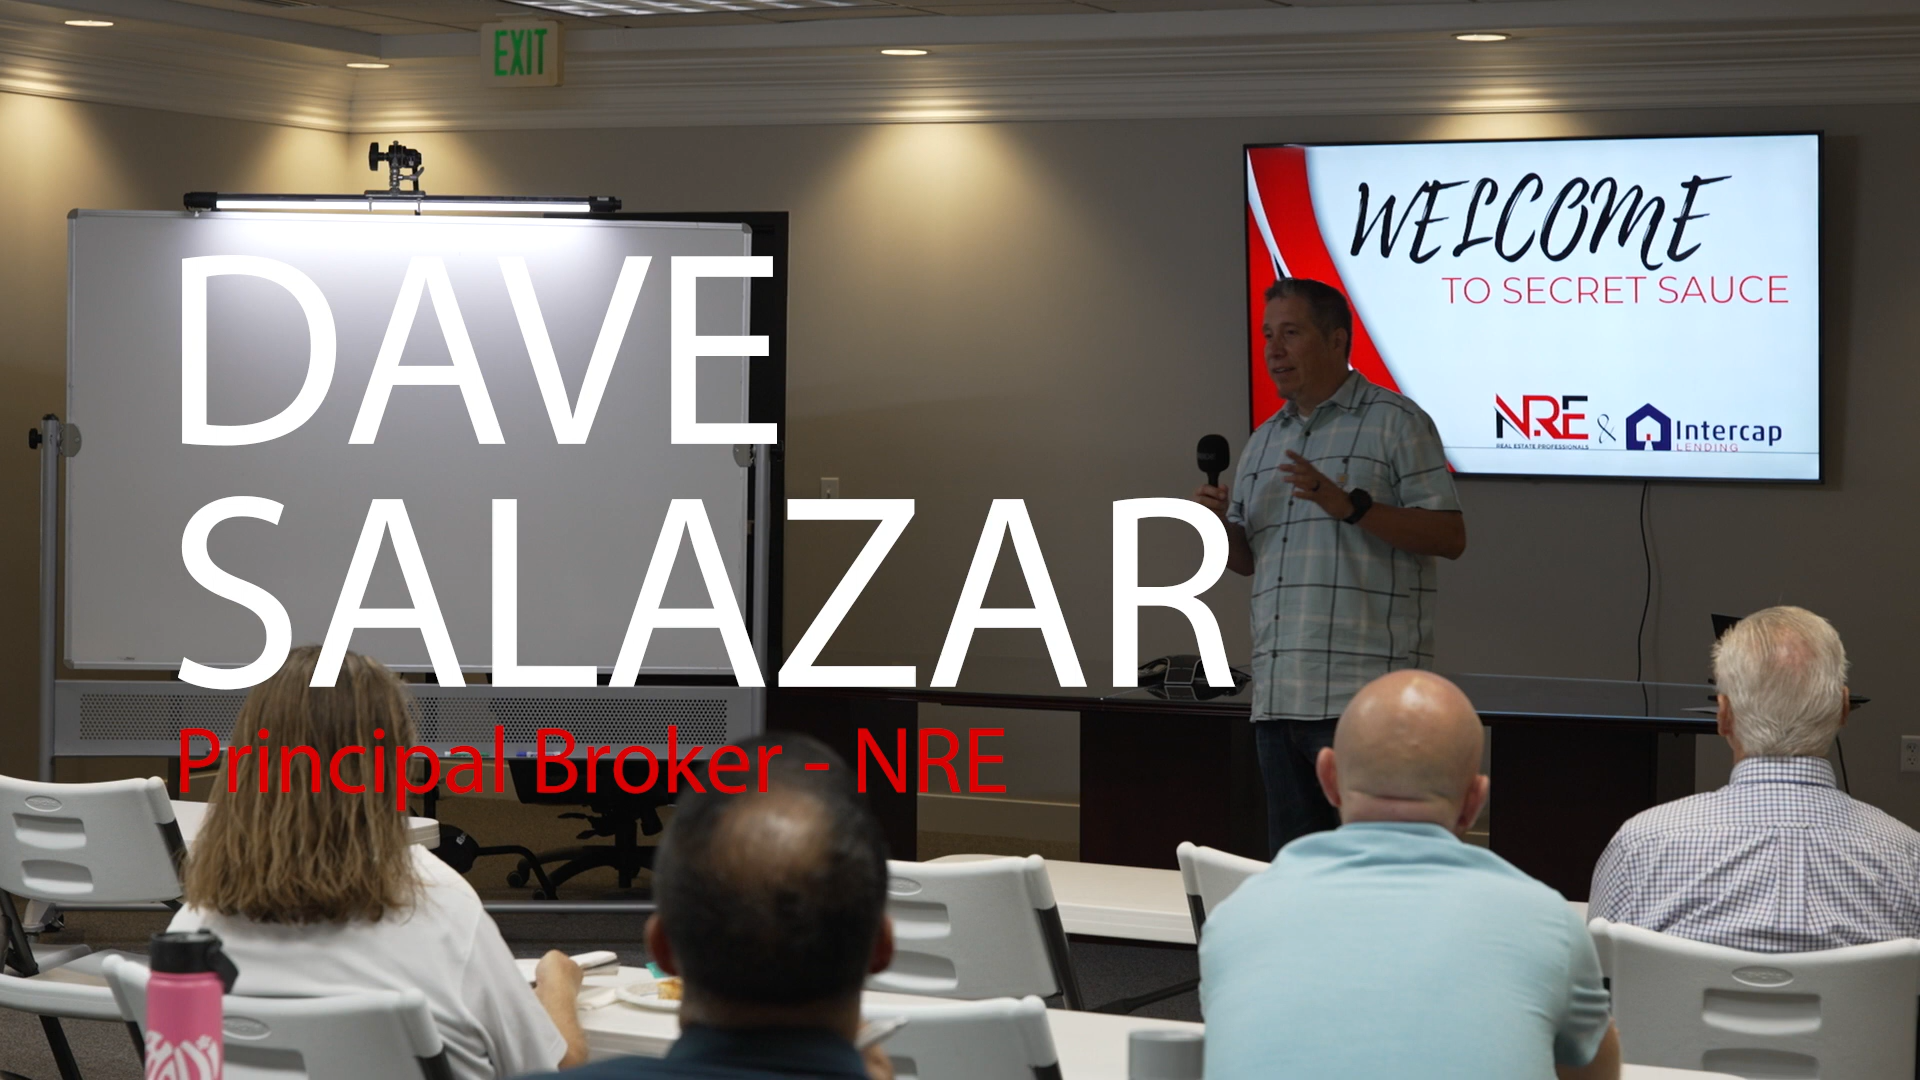 EXIT
WELCOME
TO SECRET SAUCE
NRE & Intercap
REAL ESTATE PROFESSIONALS LENDING
DAVE
SALAZAR
Principal Broker - NRE